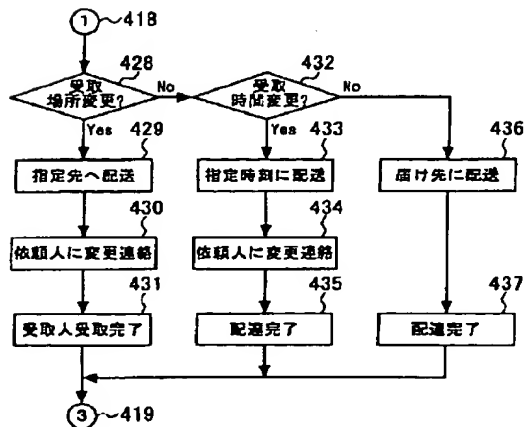 1 418
428
受取
場所変更?
No
432
受取
時間変更?
No
Yes
429
指定先へ配送
Yes
433
指定時刻に配送
436
届け先に配送
430
依頼人に変更連絡
434
依頼人に変更連絡
431
受取人受取完了
435
配達完了
437
配達完了
3 419